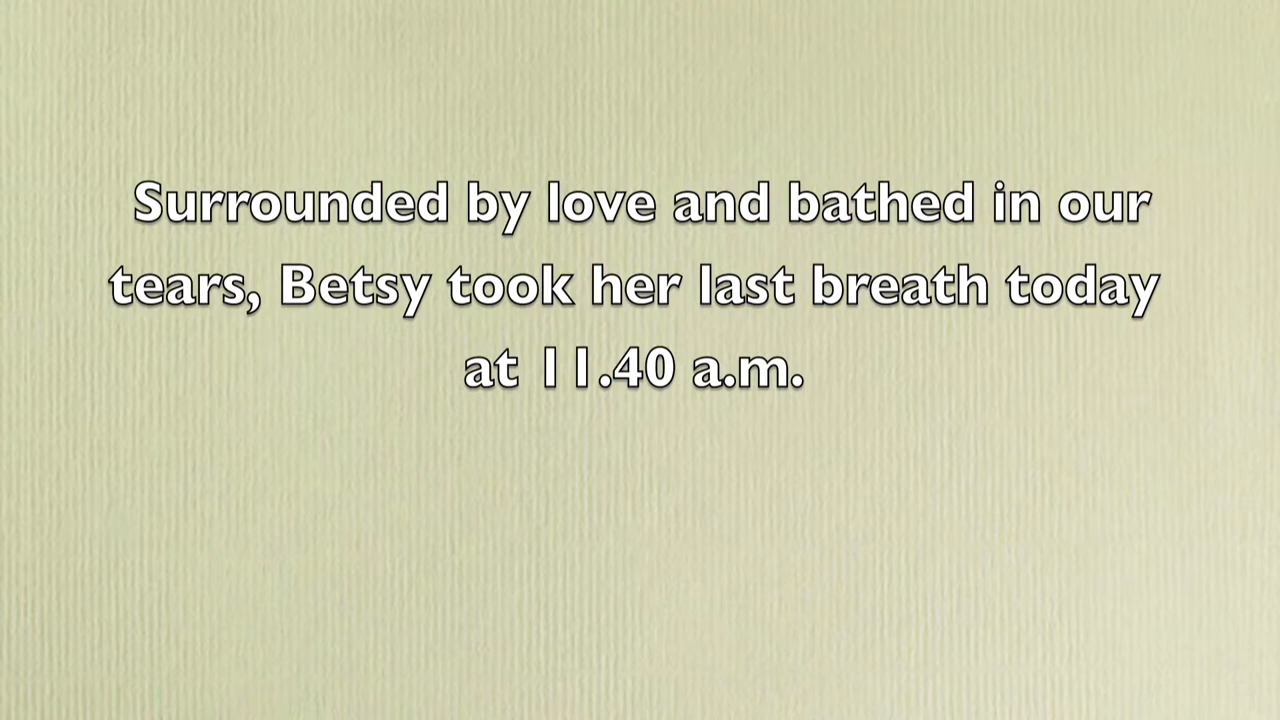 Surrounded by love and bathed in our
tears, Betsy took her last breath today
at 11.40 a.m.